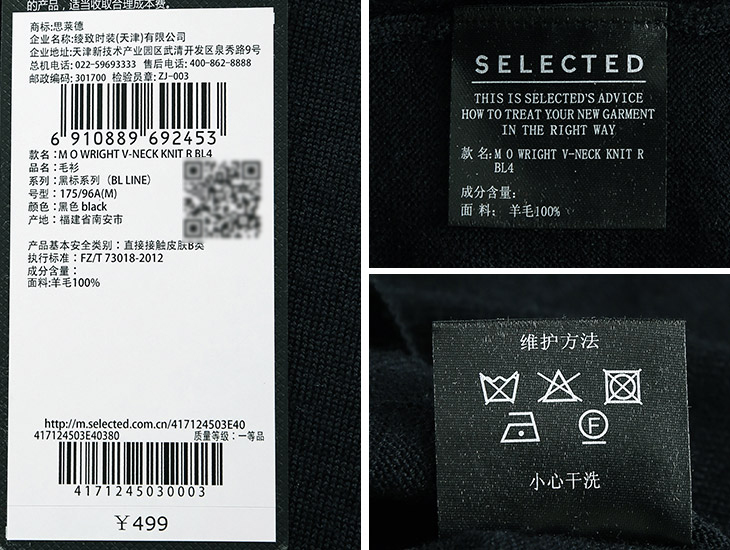 的产品，适当收取合理成本费.
商标: 思莱德
企业名称: 绫致时装(天津)有限公司
企业地址: 天津新技术产业园区武清开发区泉秀路9号
总机电话: 022-59693333 售后电话: 400-862-8888
邮政编码: 301700 检验员章: ZJ-003
6 910889 692453
款名: M O WRIGHT V-NECK KNIT R BL4
品名: 毛衫
系列: 黑标系列（BL LINE）
号型: 175/96A(M)
颜色: 黑色 black
产地: 福建省南安市
产品基本安全类别: 直接接触皮肤B类
执行标准: FZ/T 73018-2012
成分含量:
面料:羊毛100%
http://m.selected.com.cn/417124503E40
417124503E40380 质量等级: 一等品
4171245030003
￥499
SELECTED
THIS IS SELECTED'S ADVICE
HOW TO TREAT YOUR NEW GARMENT
IN THE RIGHT WAY
款 名: M O WRIGHT V-NECK KNIT R
BL4
成分含量:
面 料: 羊毛100%
维护方法
F
小心干洗